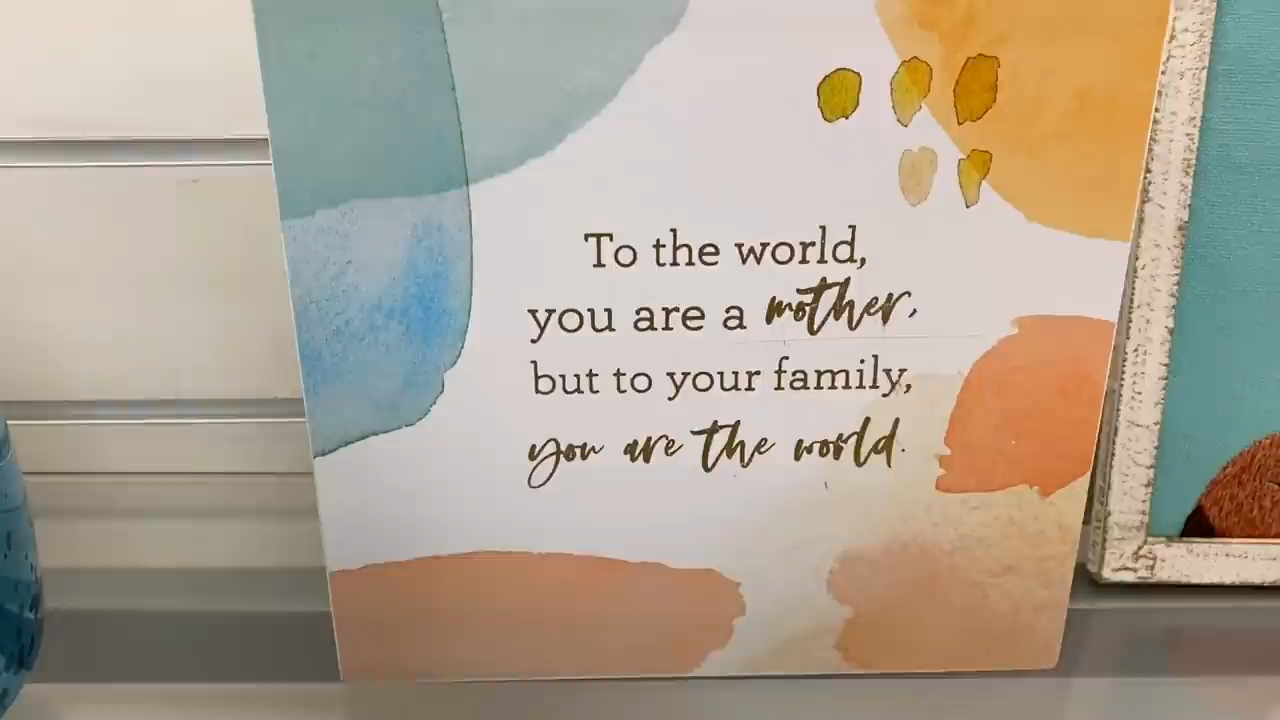 To the world,
you are a mother,
but to your family,
you are the world.